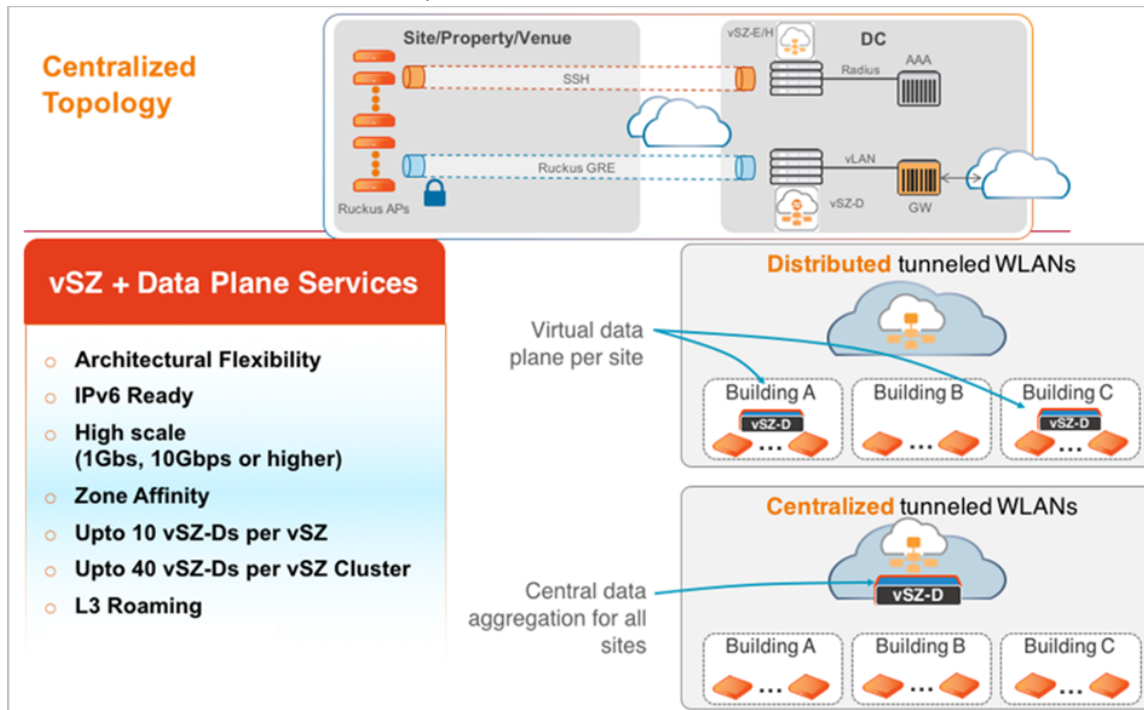 Centralized
Topology
Site/Property/Venue
vSZ-E/H
DC
AAA
SSH
Radius
Ruckus GRE
vLAN
Ruckus APs
vSZ-D
GW
vSZ + Data Plane Services
Architectural Flexibility
IPv6 Ready
High scale
(1Gbs, 10Gbps or higher)
Zone Affinity
Upto 10 vSZ-Ds per vSZ
Upto 40 vSZ-Ds per vSZ Cluster
L3 Roaming
Distributed tunneled WLANs
Virtual data
plane per site
Building A
Building B
Building C
vSZ-D
vSZ-D
Centralized tunneled WLANs
vSZ-D
Central data
aggregation for all
sites
Building A
Building B
Building C